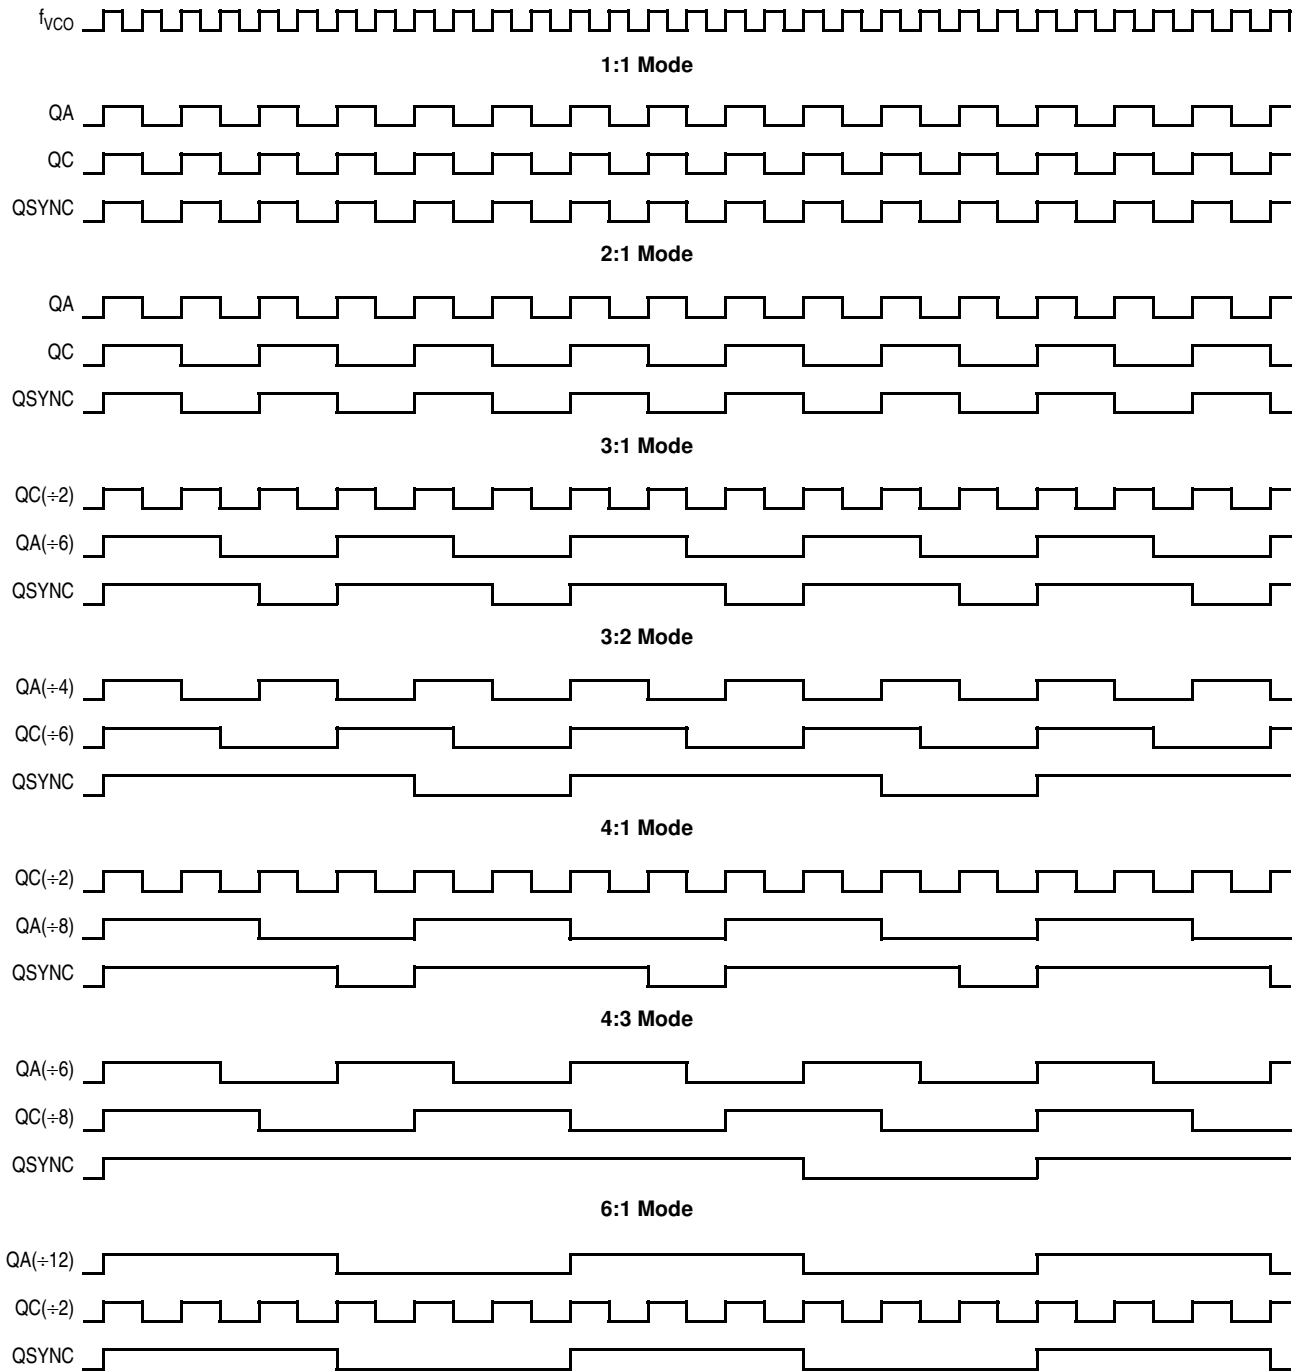 fVCO
1:1 Mode
QA
QC
QSYNC
2:1 Mode
QA
QC
QSYNC
3:1 Mode
QC(÷2)
QA(÷6)
QSYNC
3:2 Mode
QA(÷4)
QC(÷6)
QSYNC
4:1 Mode
QC(÷2)
QA(÷8)
QSYNC
4:3 Mode
QA(÷6)
QC(÷8)
QSYNC
6:1 Mode
QA(÷12)
QC(÷2)
QSYNC